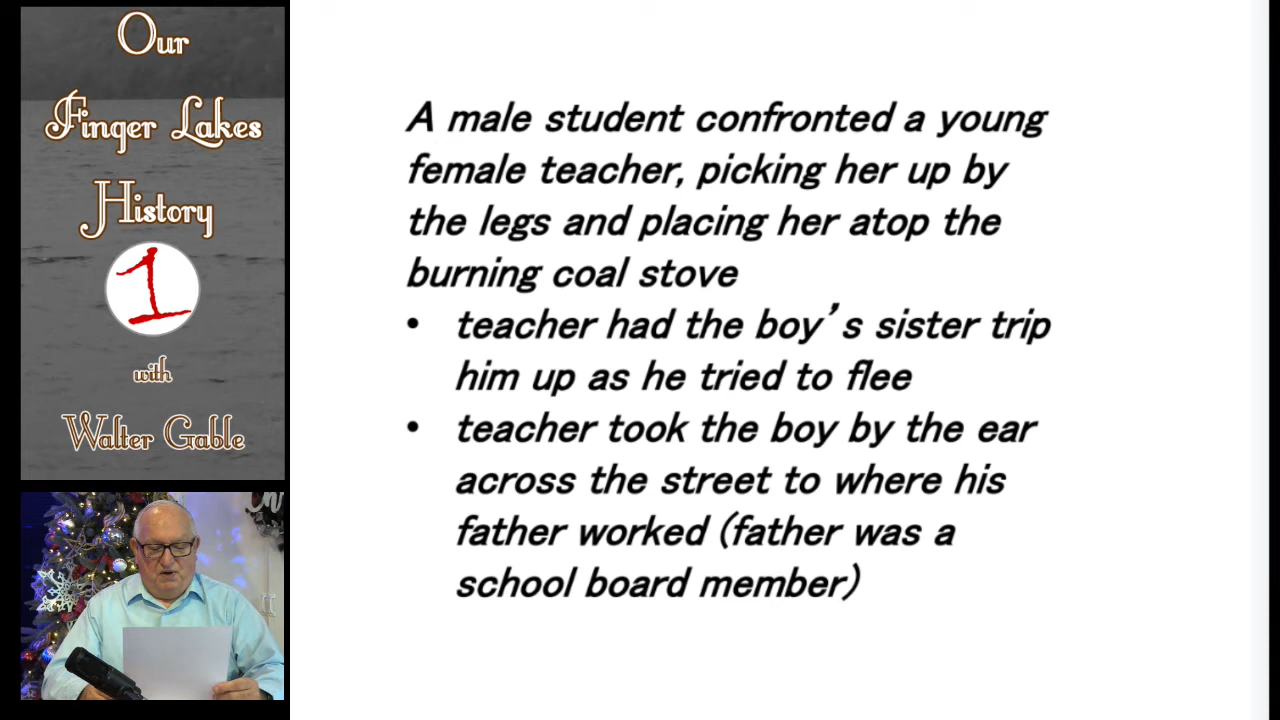 Our
Finger Lakes
History
1
with
Walter Gable
A male student confronted a young
female teacher, picking her up by
the legs and placing her atop the
burning coal stove
• teacher had the boy’s sister trip
him up as he tried to flee
• teacher took the boy by the ear
across the street to where his
father worked (father was a
school board member)